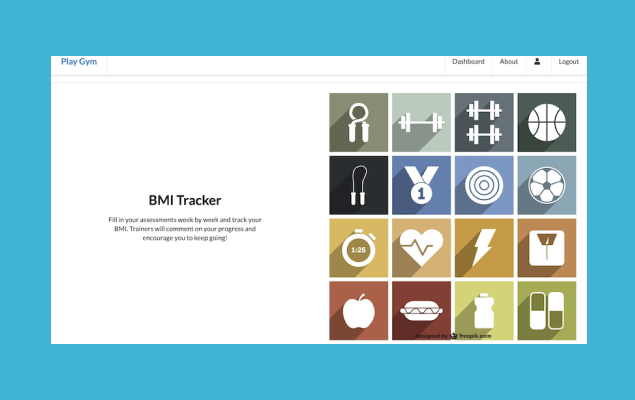 Play Gym
Dashboard
About
Logout
BMI Tracker
Fill in your assessments week by week and track your
BMI. Trainers will comment on your progress and
encourage you to keep going!
1
1:25
designed by freepik.com